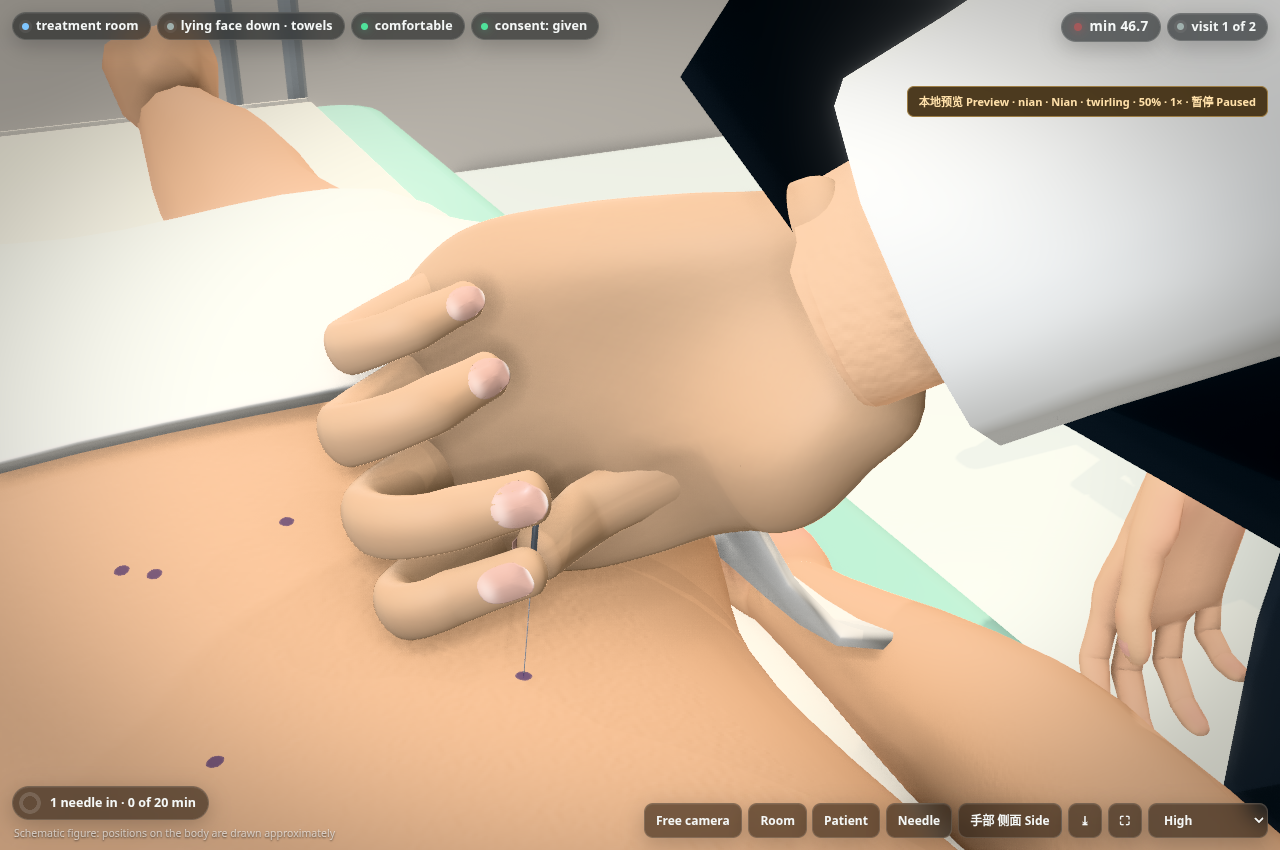 treatment room
lying face down · towels
comfortable
consent: given
min 46.7
visit 1 of 2
本地预览 Preview · nian · Nian · twirling · 50% · 1× · 暂停 Paused
1 needle in · 0 of 20 min
Schematic figure: positions on the body are drawn approximately
Free camera
Room
Patient
Needle
手部 侧面 Side
High